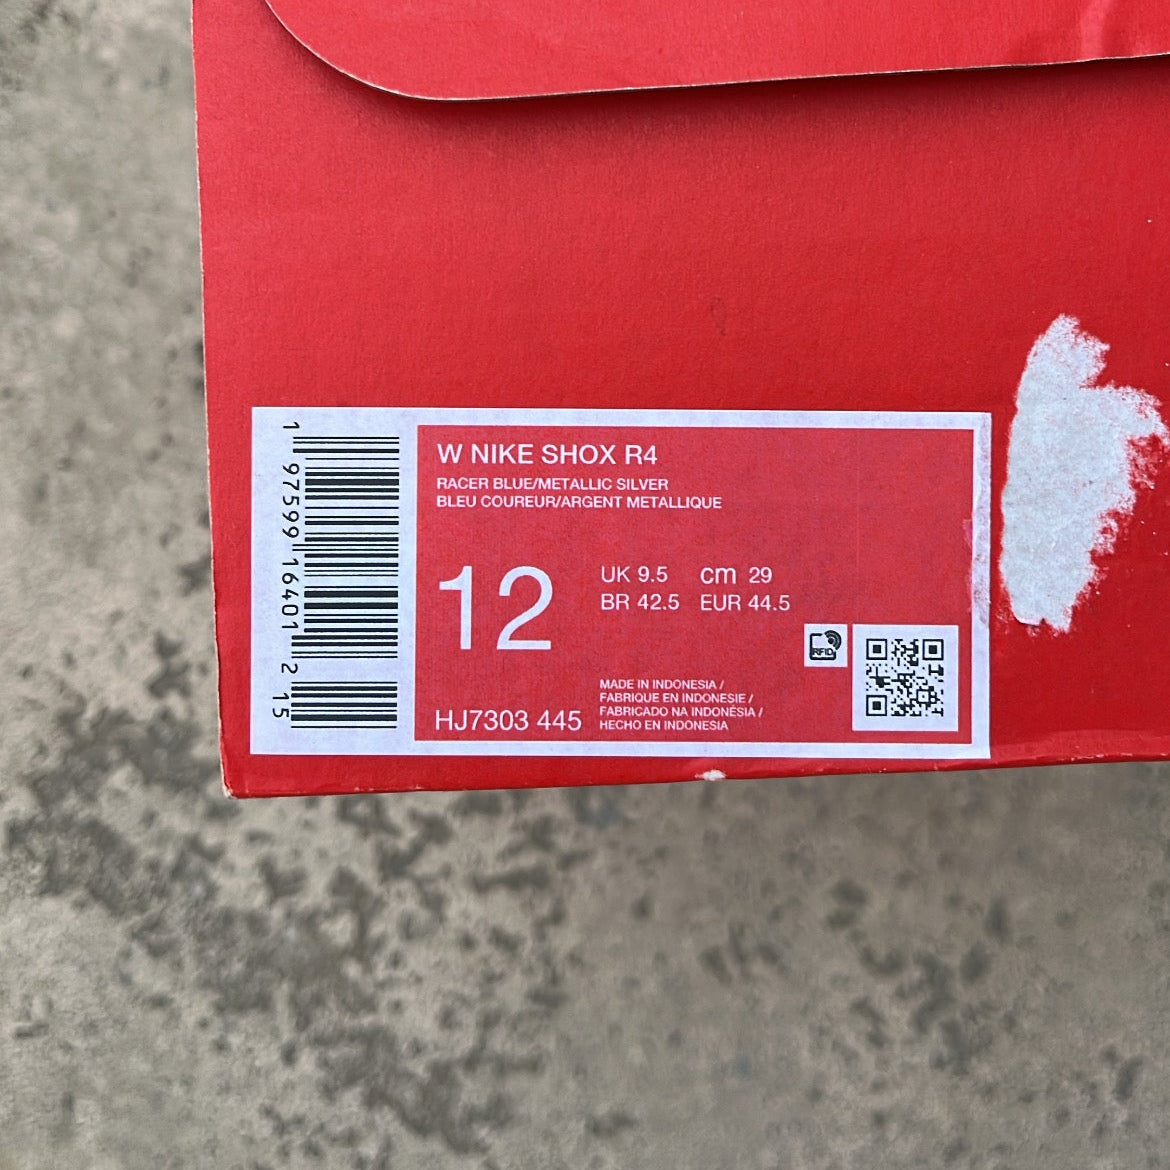 1 97599 16401 2 15
W NIKE SHOX R4
RACER BLUE/METALLIC SILVER
BLEU COUREUR/ARGENT METALLIQUE
12
UK 9.5 cm 29
BR 42.5 EUR 44.5
RFID
HJ7303 445
MADE IN INDONESIA /
FABRIQUE EN INDONESIE /
FABRICADO NA INDONÉSIA /
HECHO EN INDONESIA